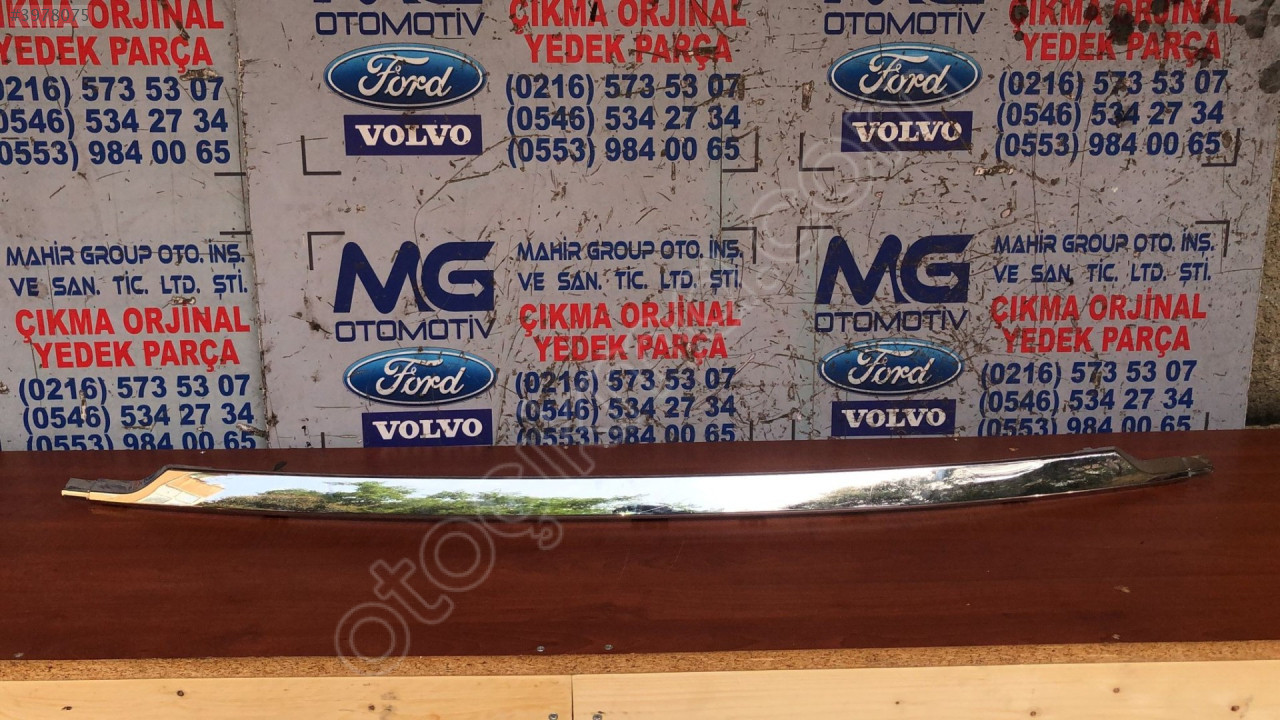 #3978075
OTOMOTİV
ÇIKMA ORJİNAL
YEDEK PARÇA
Ford
VOLVO
(0216) 573 53 07
(0546) 534 27 34
(0553) 984 00 65
OTOMOTİV
ÇIKMA ORJİNAL
YEDEK PARÇA
Ford
VOLVO
(0216) 573 53 07
(0546) 534 27 34
(0553) 984 00 65
ÇIKMA ORJİNAL
YEDEK PARÇA
(0216) 573 53 07
(0546) 534 27 34
(0553) 984 00 65
MAHİR GROUP OTO. İNŞ.
VE SAN. TİC. LTD. ŞTİ.
ÇIKMA ORJİNAL
YEDEK PARÇA
(0216) 573 53 07
(0546) 534 27 34
(0553) 984 00 65
MG
OTOMOTİV
Ford
VOLVO
MAHİR GROUP OTO. İNŞ.
VE SAN. TİC. LTD. ŞTİ.
ÇIKMA ORJİNAL
YEDEK PARÇA
(0216) 573 53 07
(0546) 534 27 34
(0553) 984 00 65
MG
OTOMOTİV
Ford
VOLVO
MAHİR GROUP OTO. İNŞ.
VE SAN. TİC. LTD. ŞTİ.
ÇIKMA ORJİNAL
YEDEK PARÇA
(0216) 573 53 07
(0546) 534 27 34
(0553) 984 00 65